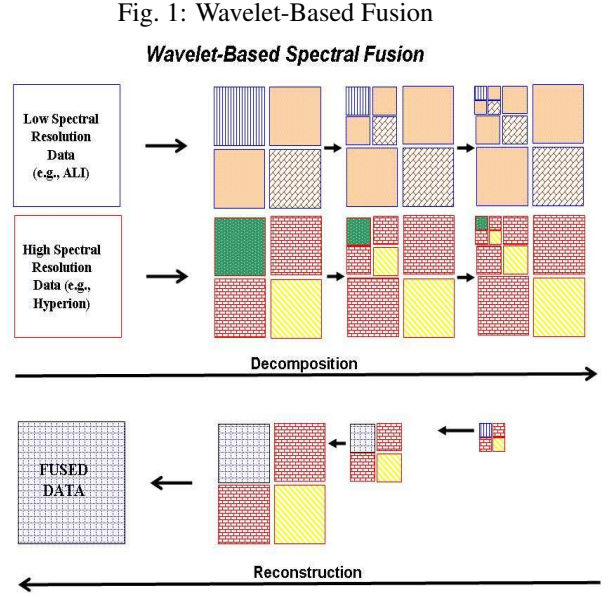 Fig. 1: Wavelet-Based Fusion
Wavelet-Based Spectral Fusion
Low Spectral
Resolution
Data
(e.g., ALI)
High Spectral
Resolution
Data (e.g.,
Hyperion)
Decomposition
FUSED
DATA
Reconstruction